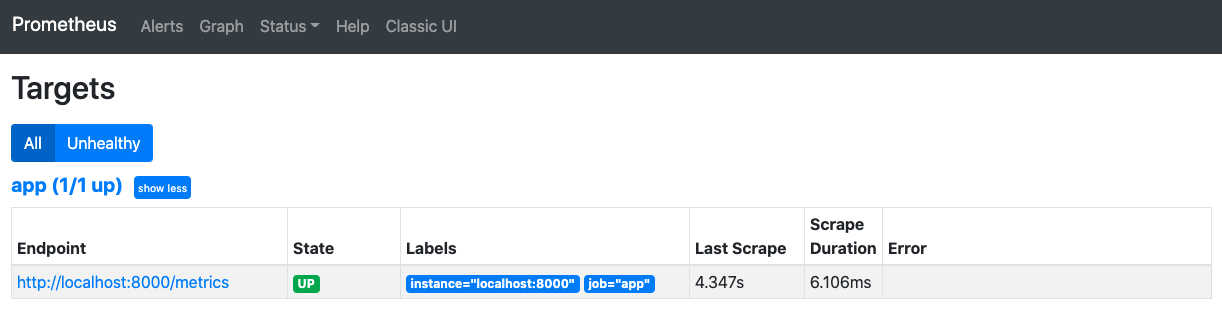 Prometheus Alerts Graph Status Help Classic UI
Targets
All Unhealthy
app (1/1 up) show less
Endpoint State Labels Last Scrape Scrape Duration Error
http://localhost:8000/metrics UP instance="localhost:8000" job="app" 4.347s 6.106ms